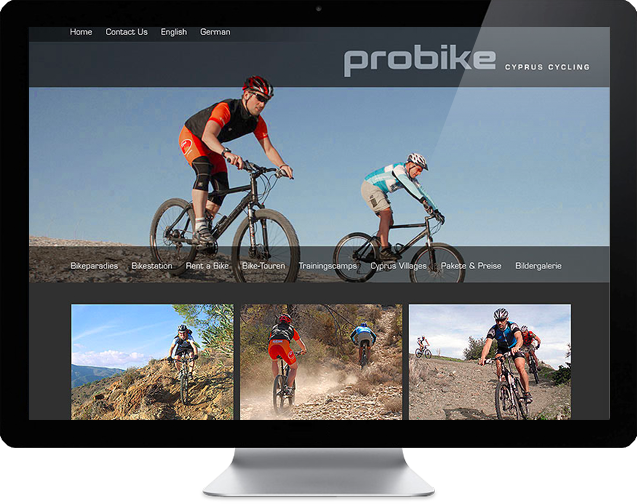 Home Contact Us English German
probike CYPRUS CYCLING
Bikeparadies Bikestation Rent a Bike Bike-Touren Trainingscamps Cyprus Villages Pakete & Preise Bildergalerie